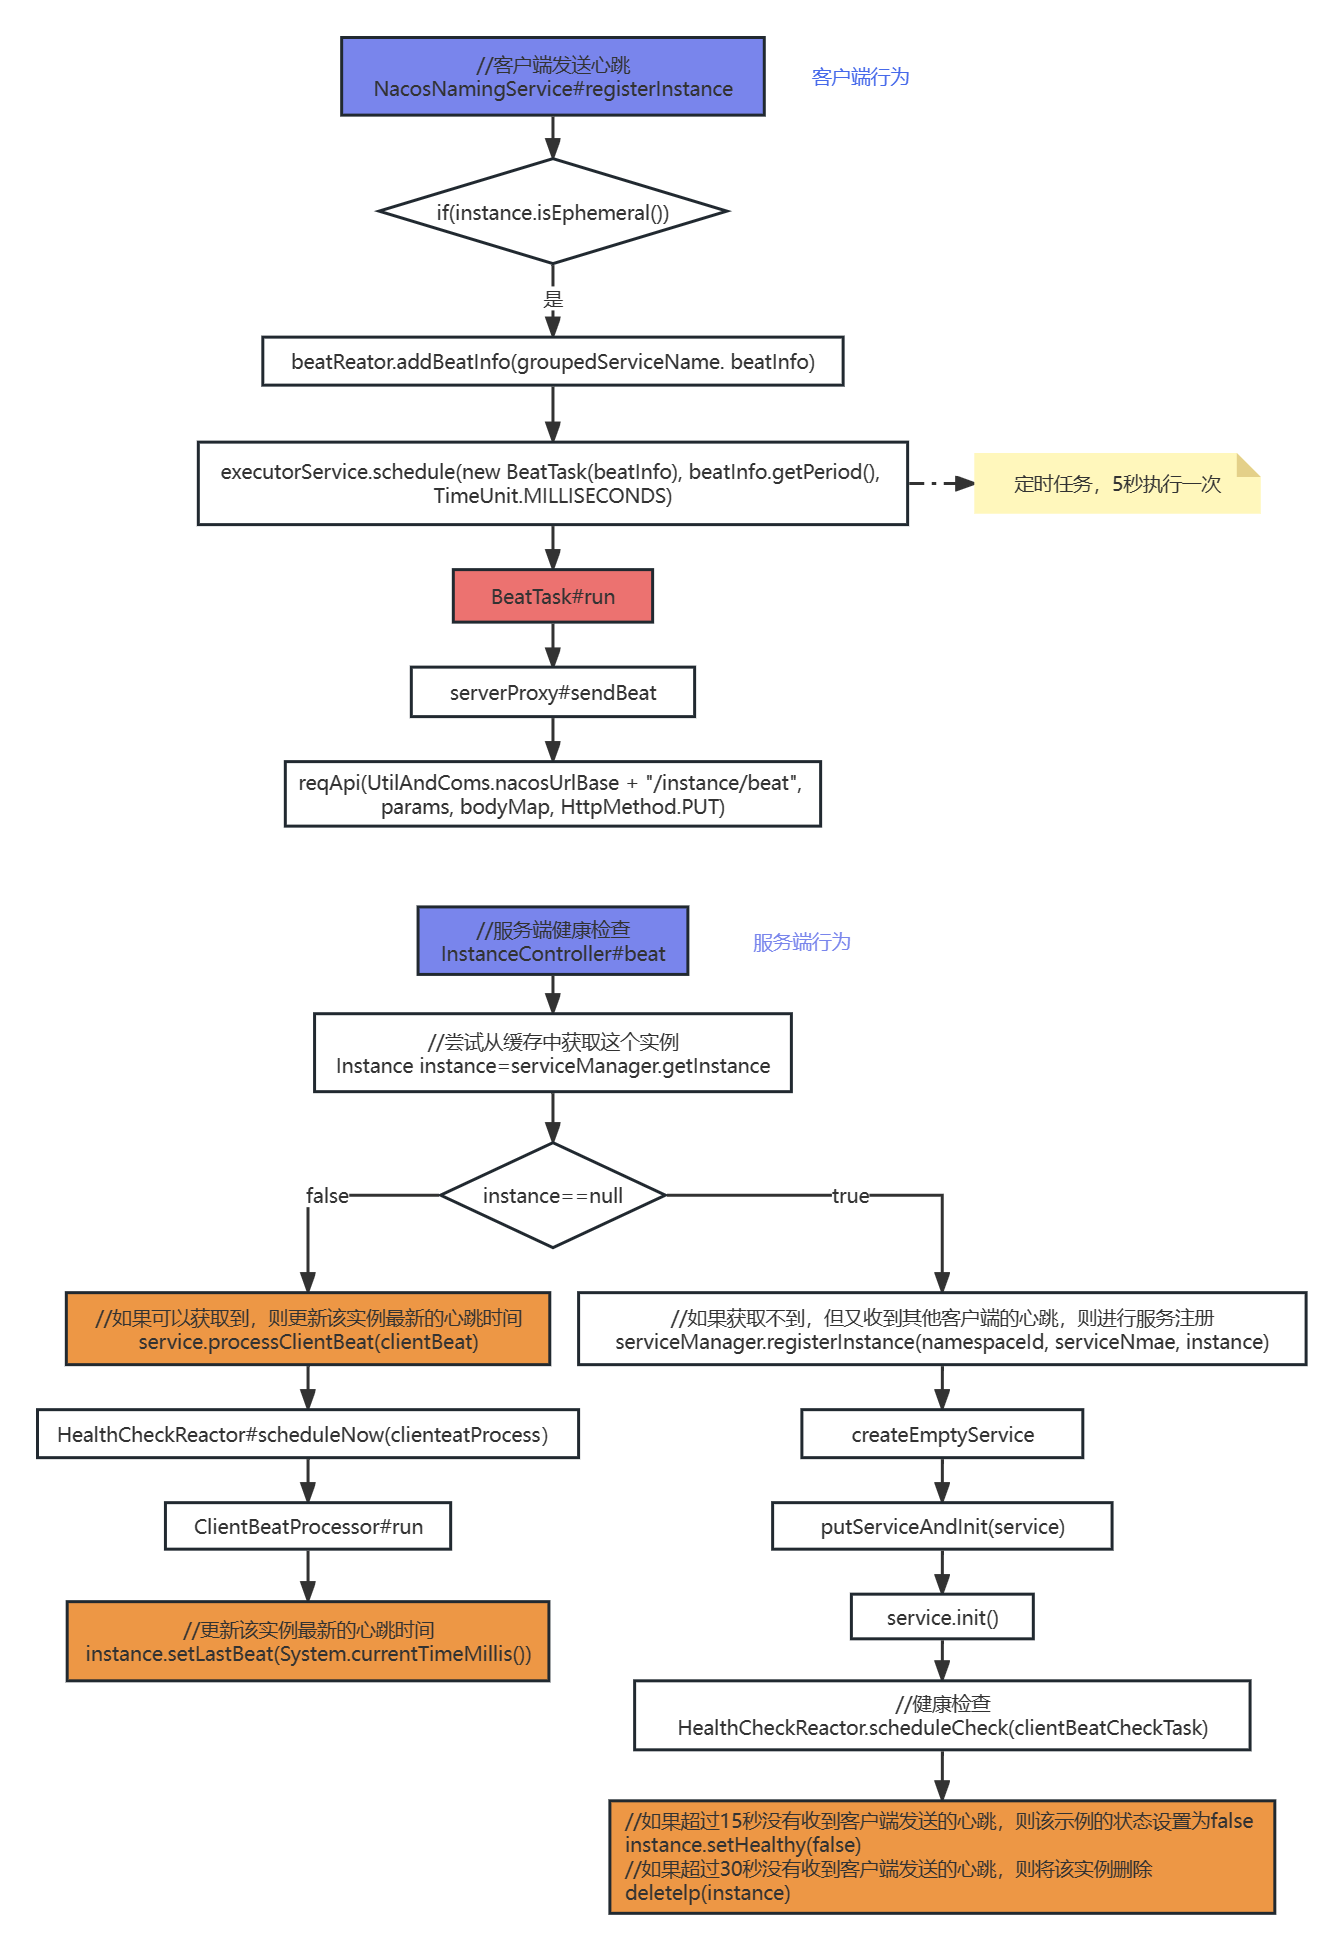 //客户端发送心跳
NacosNamingService#registerInstance
客户端行为
if(instance.isEphemeral())
是
beatReator.addBeatInfo(groupedServiceName. beatInfo)
executorService.schedule(new BeatTask(beatInfo), beatInfo.getPeriod(),
TimeUnit.MILLISECONDS)
定时任务，5秒执行一次
BeatTask#run
serverProxy#sendBeat
reqApi(UtilAndComs.nacosUrlBase + "/instance/beat",
params, bodyMap, HttpMethod.PUT)
//服务端健康检查
InstanceController#beat
服务端行为
//尝试从缓存中获取这个实例
Instance instance=serviceManager.getInstance
instance==null
false
true
//如果可以获取到，则更新该实例最新的心跳时间
service.processClientBeat(clientBeat)
//如果获取不到，但又收到其他客户端的心跳，则进行服务注册
serviceManager.registerInstance(namespaceId, serviceNmae, instance)
HealthCheckReactor#scheduleNow(clienteatProcess)
createEmptyService
ClientBeatProcessor#run
putServiceAndInit(service)
service.init()
//更新该实例最新的心跳时间
instance.setLastBeat(System.currentTimeMillis())
//健康检查
HealthCheckReactor.scheduleCheck(clientBeatCheckTask)
//如果超过15秒没有收到客户端发送的心跳，则该示例的状态设置为false
instance.setHealthy(false)
//如果超过30秒没有收到客户端发送的心跳，则将该实例删除
deleteIp(instance)